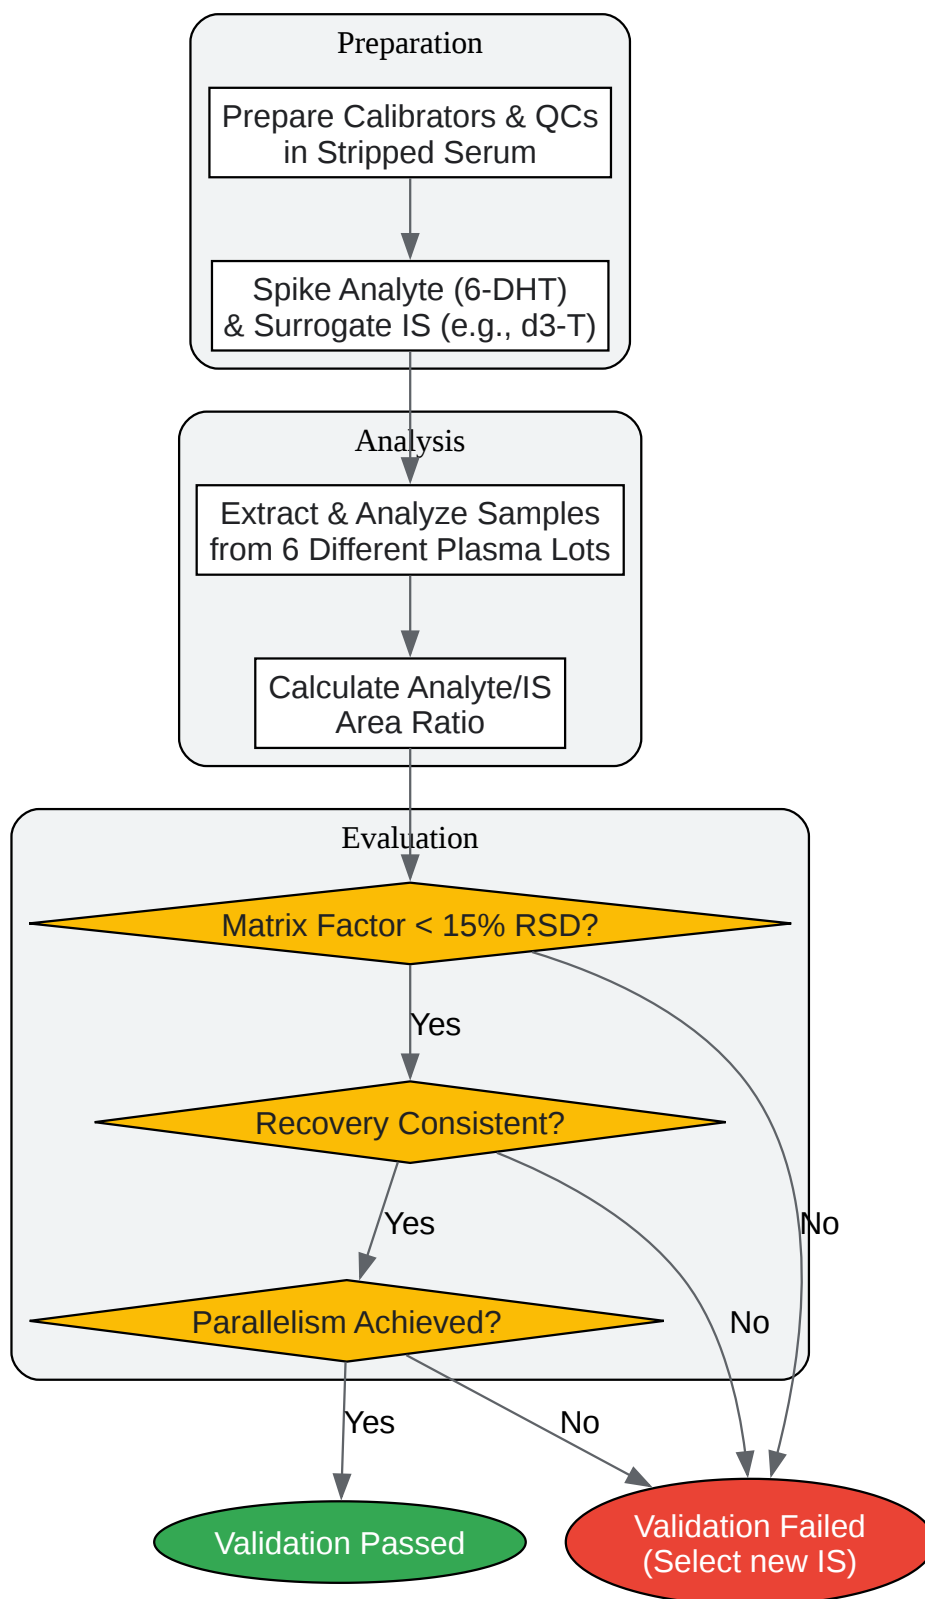 Preparation
Prepare Calibrators & QCs
in Stripped Serum
Spike Analyte (6-DHT)
& Surrogate IS (e.g., d3-T)
Analysis
Extract & Analyze Samples
from 6 Different Plasma Lots
Calculate Analyte/IS
Area Ratio
Evaluation
Matrix Factor < 15% RSD?
Yes
Recovery Consistent?
Yes
No
Parallelism Achieved?
No
Yes
No
Validation Passed
Validation Failed
(Select new IS)